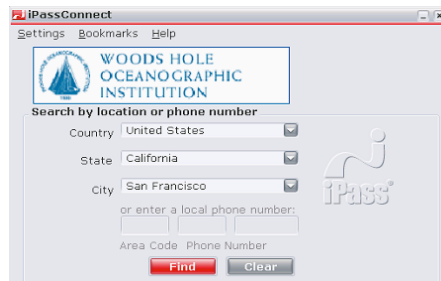 iPassConnect
Settings Bookmarks Help
WOODS HOLE
OCEANOGRAPHIC
INSTITUTION
Search by location or phone number
Country United States
State California
City San Francisco
iPass
or enter a local phone number:
Area Code Phone Number
Find Clear